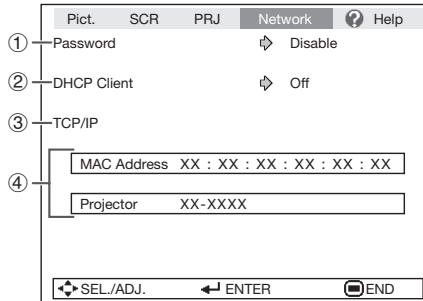 Pict. SCR PRJ Network ? Help
① Password Disable
② DHCP Client Off
③ TCP/IP
④
MAC Address XX : XX : XX : XX : XX : XX
Projector XX-XXXX
SEL./ADJ. ENTER END